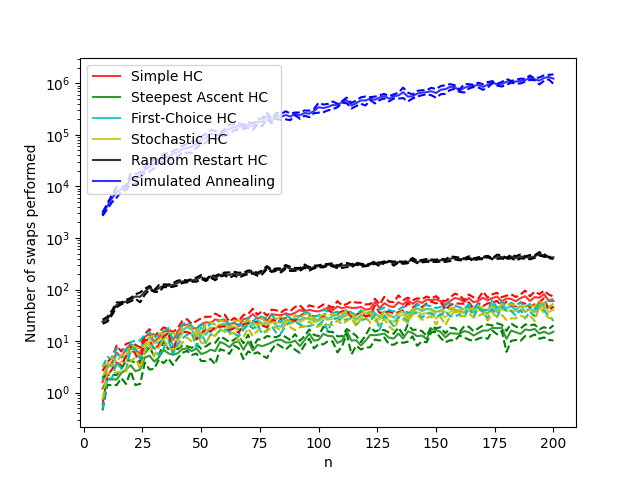 Simple HC
Steepest Ascent HC
First-Choice HC
Stochastic HC
Random Restart HC
Simulated Annealing
Number of swaps performed
10⁶
10⁵
10⁴
10³
10²
10¹
10⁰
0 25 50 75 100 125 150 175 200
n